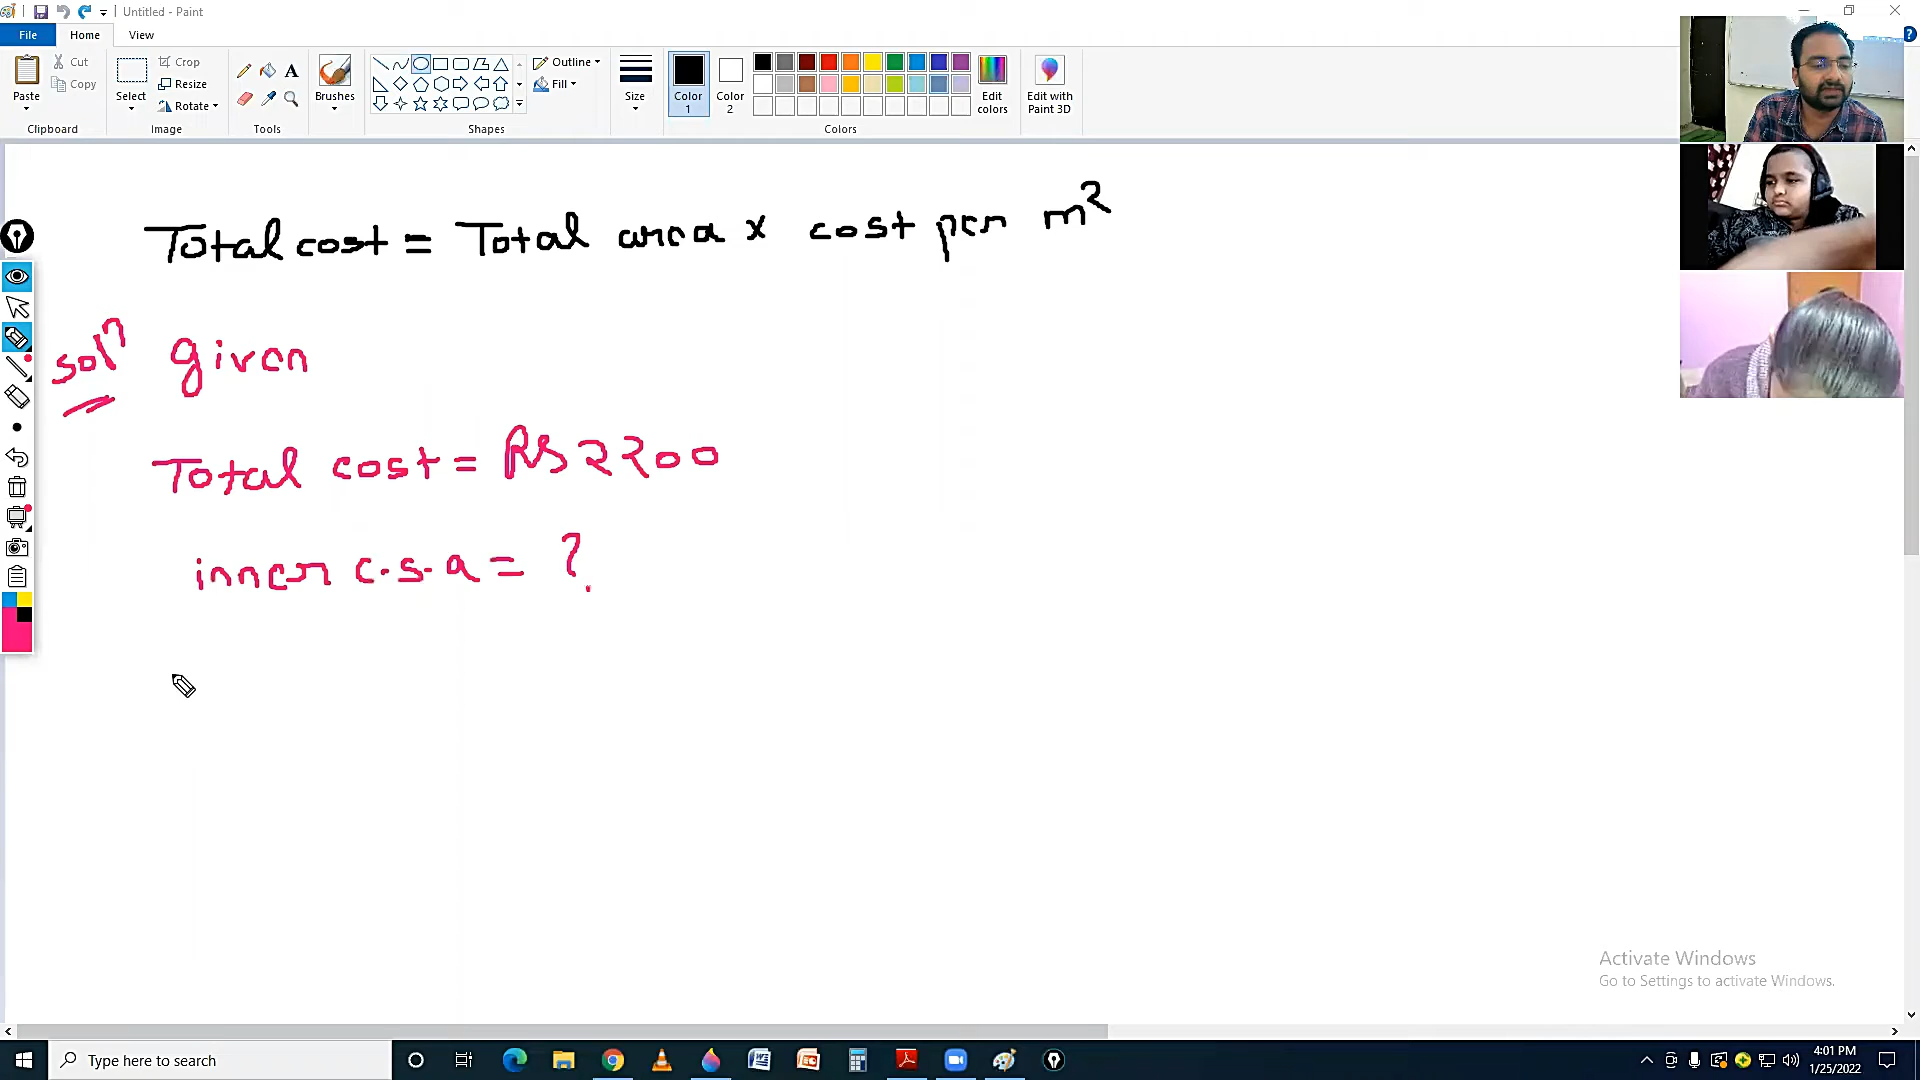 Untitled - Paint
File Home View
Paste Cut Copy Clipboard
Select Crop Resize Rotate Image
Tools
Brushes
Shapes Outline Fill
Size
Color 1 Color 2 Edit colors Colors
Edit with Paint 3D
Total cost = Total area x cost per m²
solⁿ given
Total cost = RS 2200
inner c.s.a = ?
Activate Windows
Go to Settings to activate Windows.
Type here to search
4:01 PM
1/25/2022